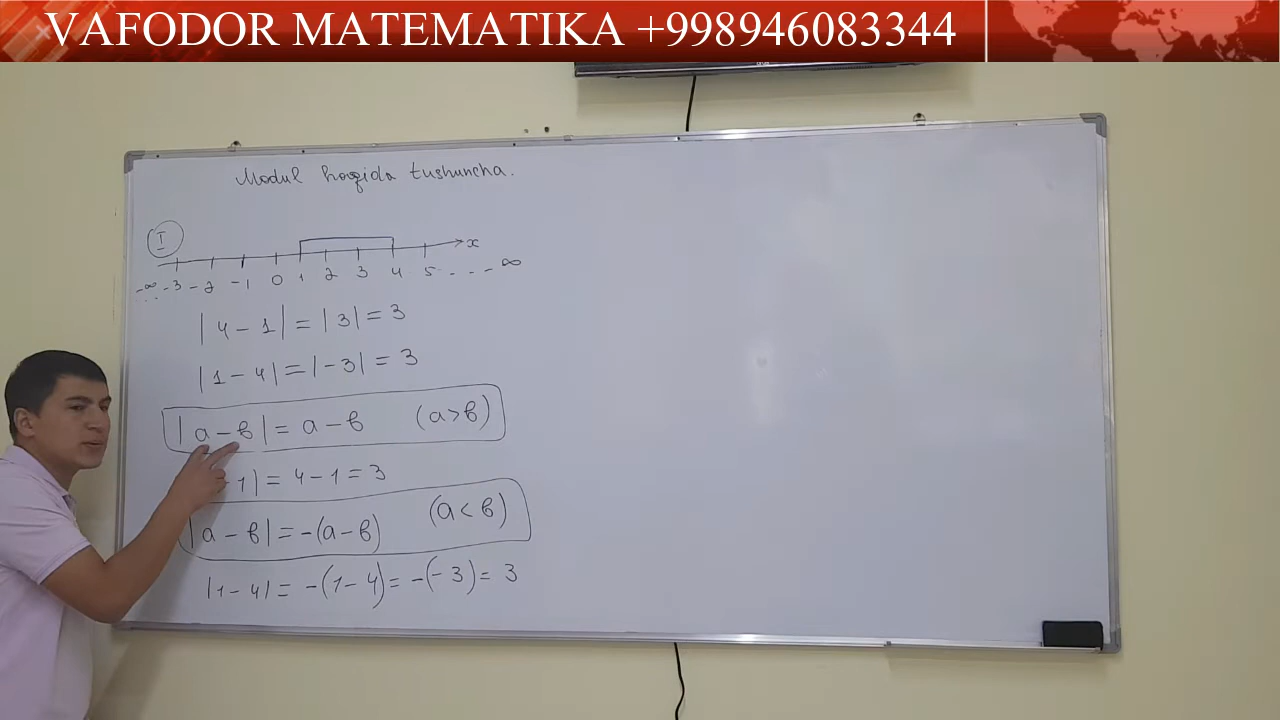 VAFODOR MATEMATIKA +998946083344
Modul haqida tushuncha.
I
x
-∞ .. -3 -2 -1 0 1 2 3 4 5 . . . - ∞
|4 - 1| = |3| = 3
|1 - 4| = |-3| = 3
|a - в| = a - в (a > в)
1| = 4 - 1 = 3
|a - в| = -(a - в) (a < в)
|1 - 4| = -(1 - 4) = -(-3) = 3